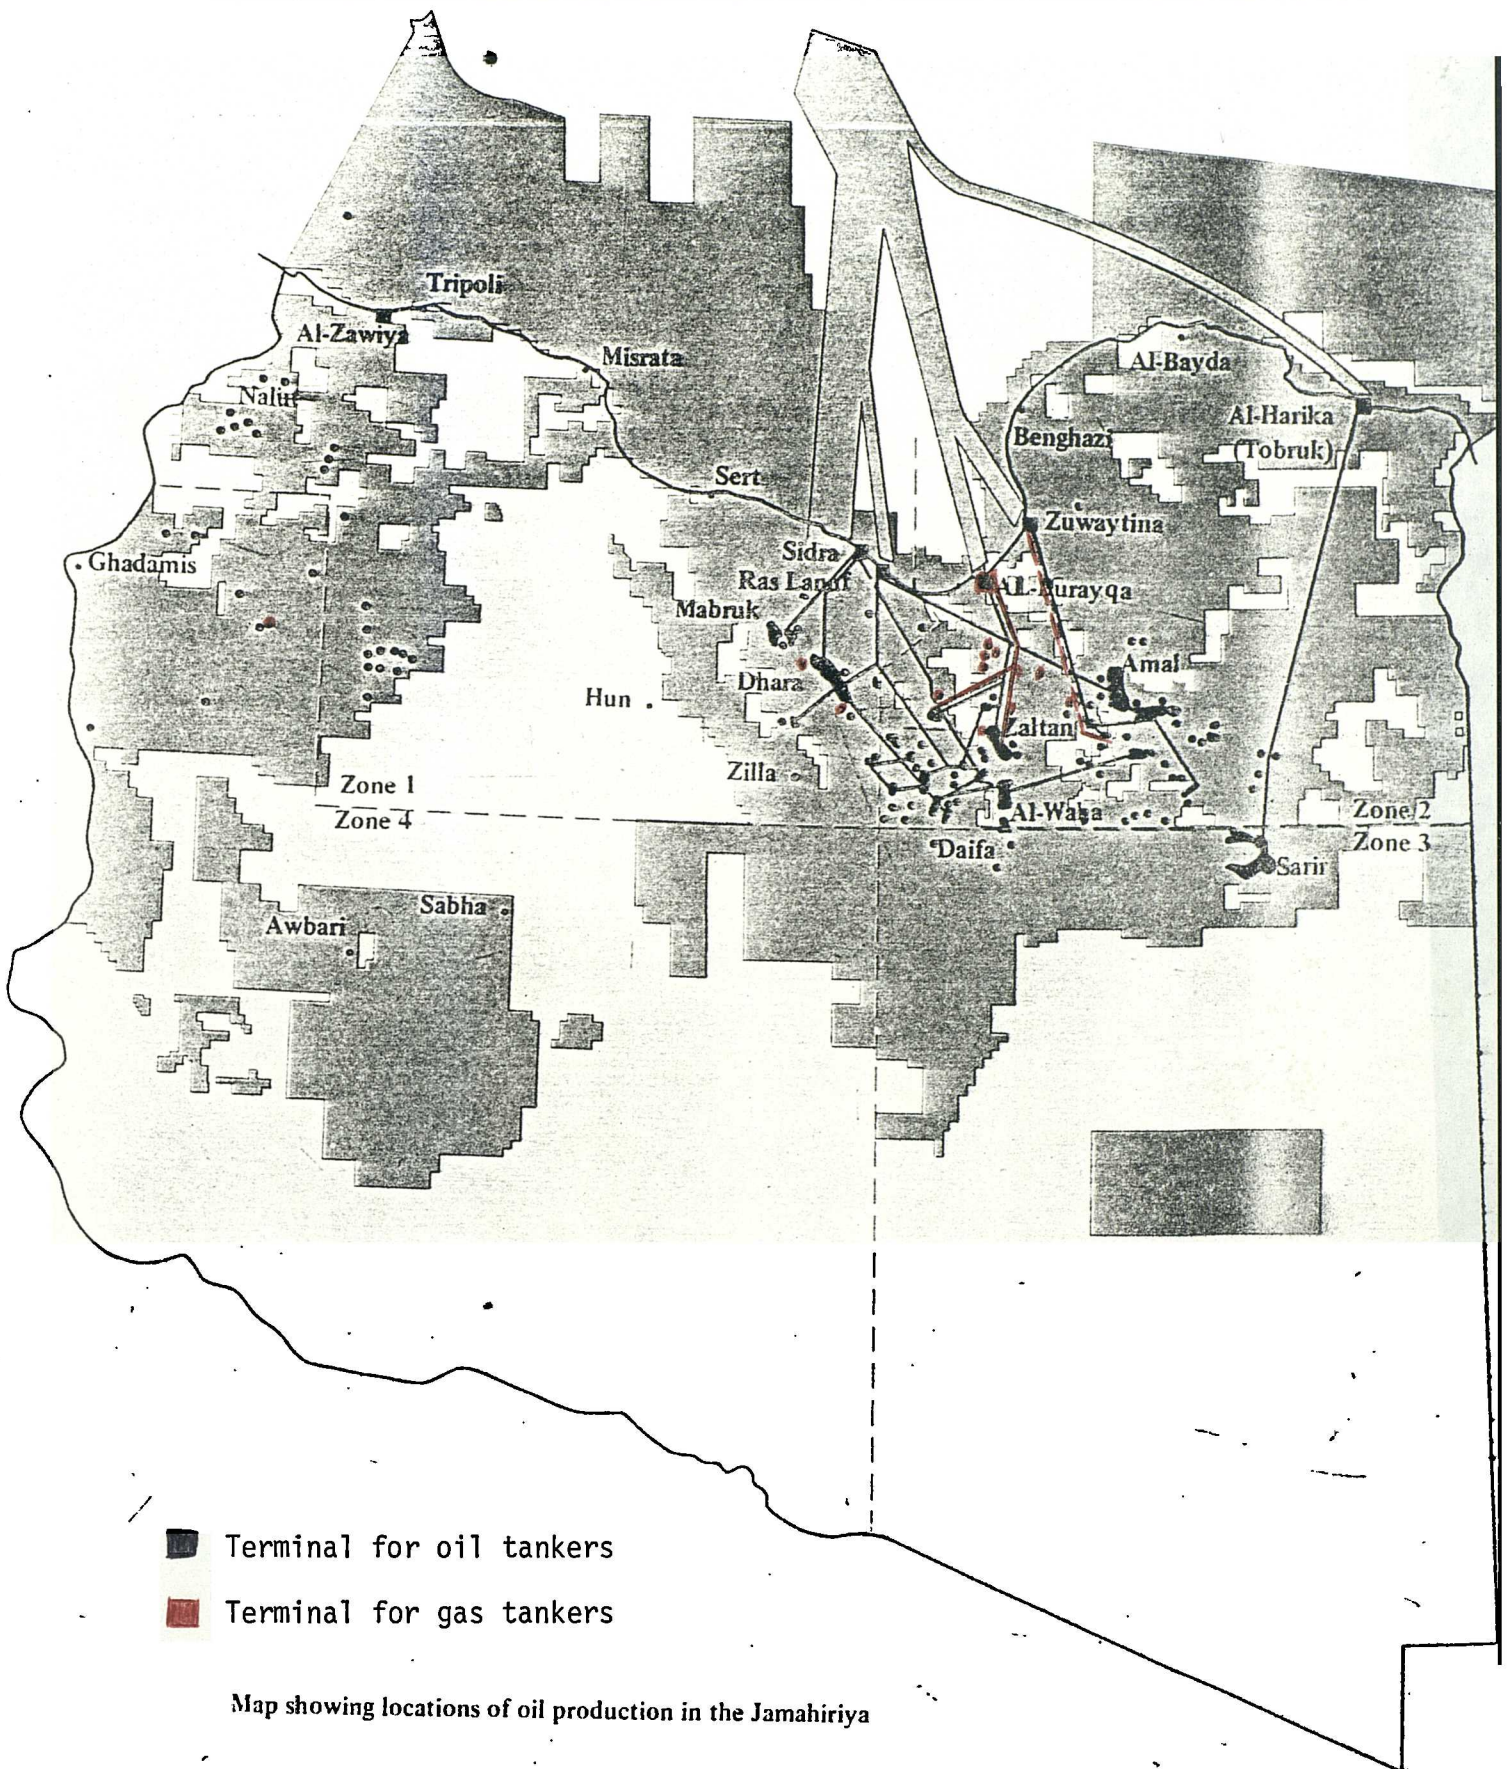 Tripoli
Al-Zawiya
Misrata
Nalut
Al-Bayda
Al-Harika
(Tobruk)
Benghazi
Sert
Zuwaytina
Sidra
Ghadamis
Ras Lanuf
AL-Burayqa
Mabruk
Amal
Dhara
Hun
Zaltan
Zilla
Zone 1
Zone 4
Al-Waha
Zone 2
Zone 3
Daifa
Sarir
Sabha
Awbari
Terminal for oil tankers
Terminal for gas tankers
Map showing locations of oil production in the Jamahiriya